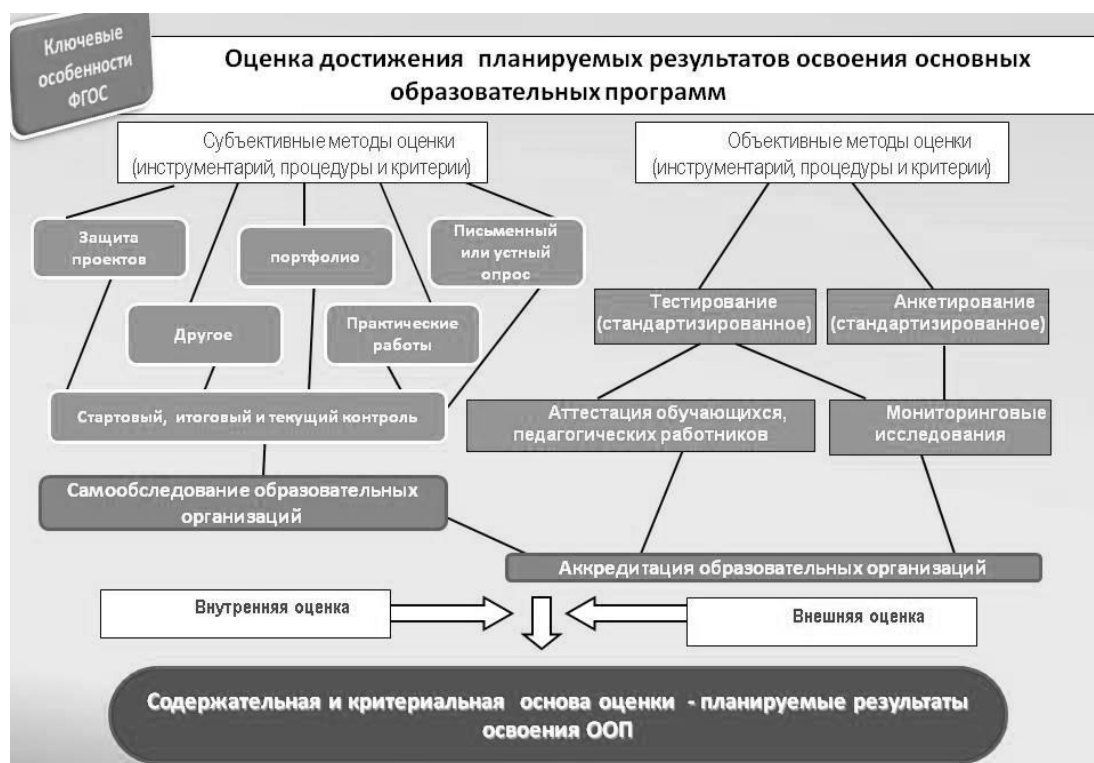 Ключевые
особенности
ФГОС
Оценка достижения планируемых результатов освоения основных
образовательных программ
Субъективные методы оценки
(инструментарий, процедуры и критерии)
Объективные методы оценки
(инструментарий, процедуры и критерии)
Защита
проектов
портфолио
Письменный
или устный
опрос
Другое
Практические
работы
Тестирование
(стандартизированное)
Анкетирование
(стандартизированное)
Стартовый, итоговый и текущий контроль
Аттестация обучающихся,
педагогических работников
Мониторинговые
исследования
Самообследование образовательных
организаций
Аккредитация образовательных организаций
Внутренняя оценка
Внешняя оценка
Содержательная и критериальная основа оценки - планируемые результаты
освоения ООП